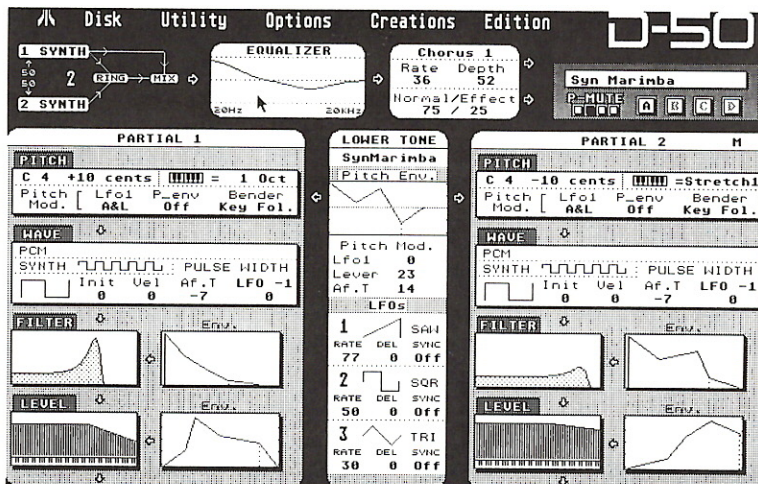 Disk Utility Options Creations Edition
D-50
1 SYNTH
50
50
2
RING
MIX
2 SYNTH
EQUALIZER
20Hz 20KHz
Chorus 1
Rate Depth
36 52
Normal/Effect
75 / 25
Syn Marimba
P-MUTE
A B C D
PARTIAL 1
PITCH
C 4 +10 cents = 1 Oct
Pitch Mod. [ Lfo1 A&L P_env Off Bender Key Fol.
WAVE
PCM
SYNTH : PULSE WIDTH
Init Vel Af.T LFO -1
0 0 -7 0
FILTER
Env.
LEVEL
Env.
LOWER TONE
SynMarimba
Pitch Env.
Pitch Mod.
Lfo1 0
Lever 23
Af.T 14
LFOs
1 SAW
RATE DEL SYNC
77 0 Off
2 SQR
RATE DEL SYNC
50 0 Off
3 TRI
RATE DEL SYNC
30 0 Off
PARTIAL 2 M
PITCH
C 4 -10 cents =Stretch1
Pitch Mod. [ Lfo1 A&L P_env Off Bender Key Fol.
WAVE
PCM
SYNTH : PULSE WIDTH
Init Vel Af.T LFO -1
0 0 -7 0
FILTER
Env.
LEVEL
Env.